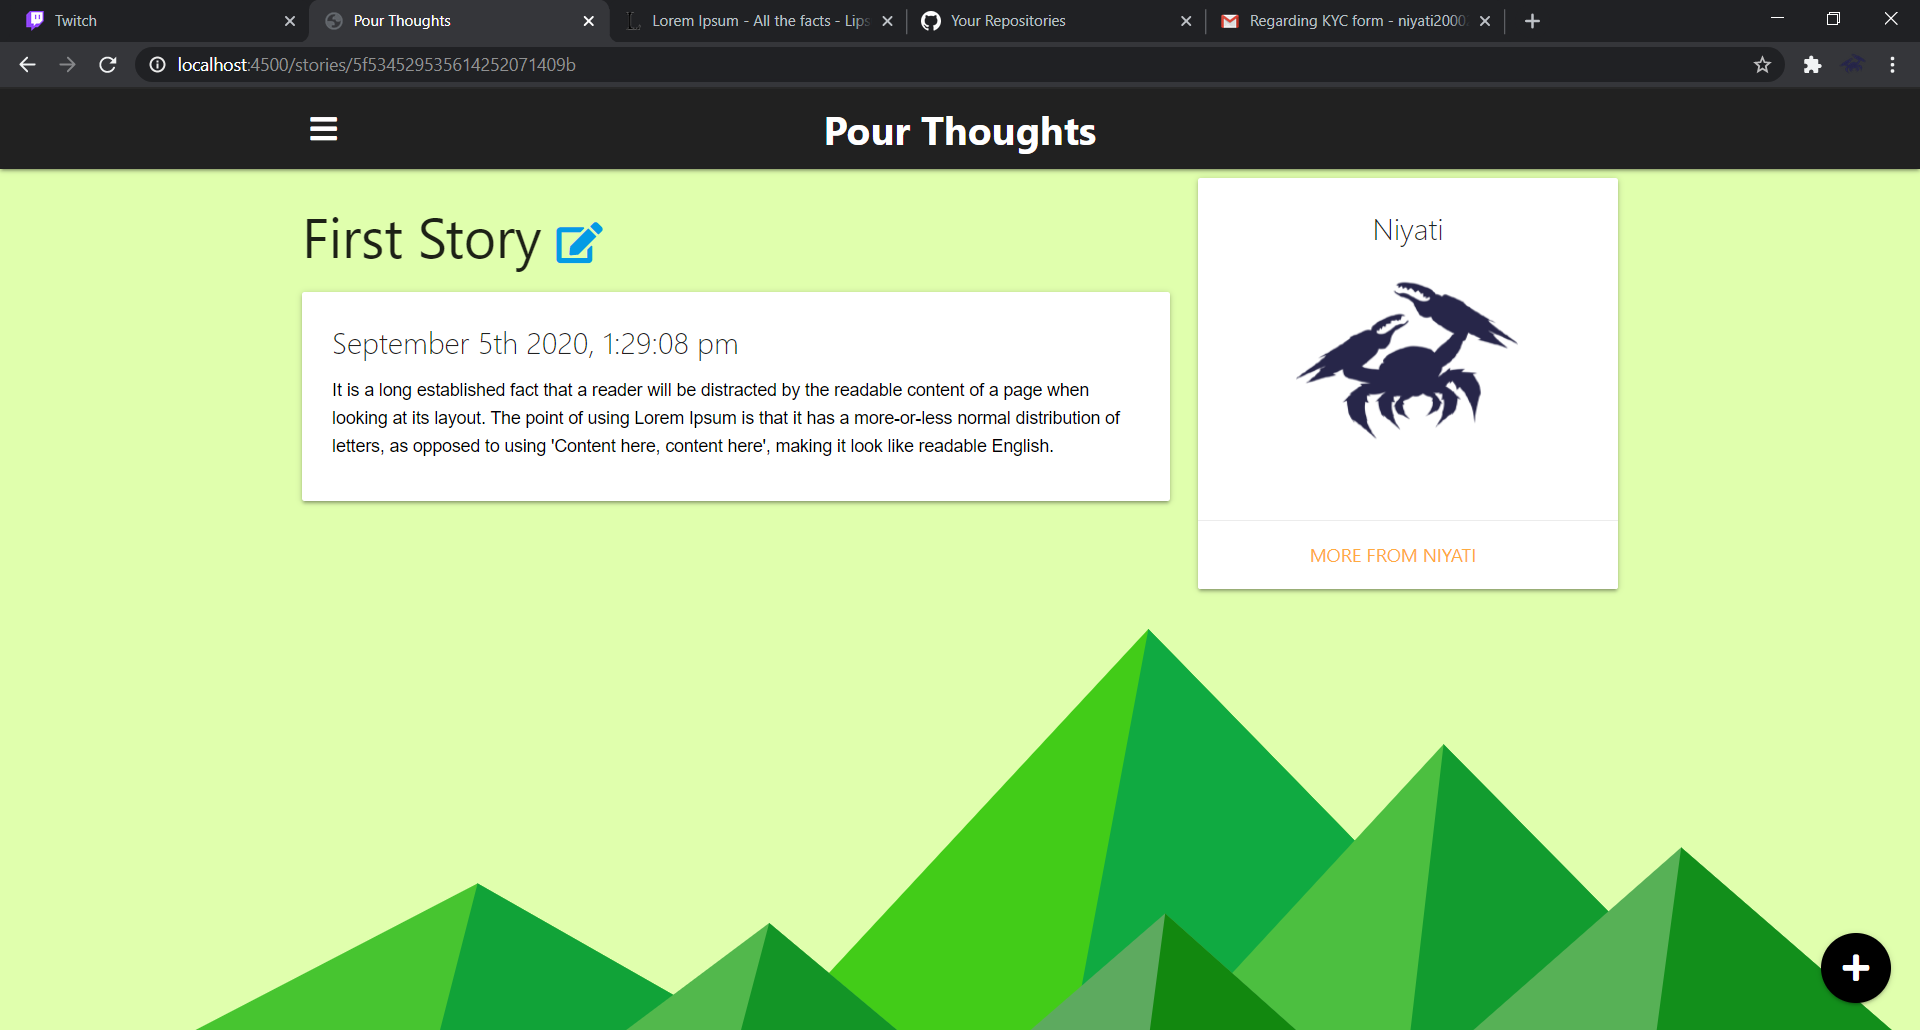 Twitch
Pour Thoughts
Lorem Ipsum - All the facts - Lips
Your Repositories
Regarding KYC form - niyati2000
localhost:4500/stories/5f534529535614252071409b
Pour Thoughts
First Story
September 5th 2020, 1:29:08 pm
It is a long established fact that a reader will be distracted by the readable content of a page when
looking at its layout. The point of using Lorem Ipsum is that it has a more-or-less normal distribution of
letters, as opposed to using 'Content here, content here', making it look like readable English.
Niyati
MORE FROM NIYATI